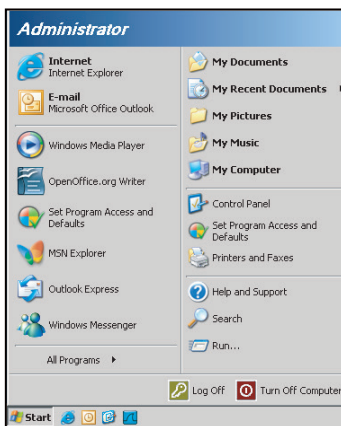 Administrator
Internet
Internet Explorer
E-mail
Microsoft Office Outlook
Windows Media Player
OpenOffice.org Writer
Set Program Access and
Defaults
MSN Explorer
Outlook Express
Windows Messenger
All Programs
My Documents
My Recent Documents
My Pictures
My Music
My Computer
Control Panel
Set Program Access and
Defaults
Printers and Faxes
Help and Support
Search
Run...
Log Off
Turn Off Computer
Start